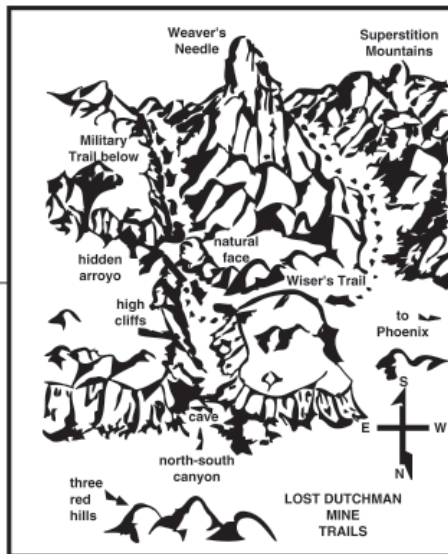 Weaver's
Needle
Superstition
Mountains
Military
Trail below
natural
face
hidden
arroyo
Wiser's Trail
high
cliffs
to
Phoenix
S
E W
N
cave
north-south
canyon
three
red
hills
LOST DUTCHMAN
MINE
TRAILS